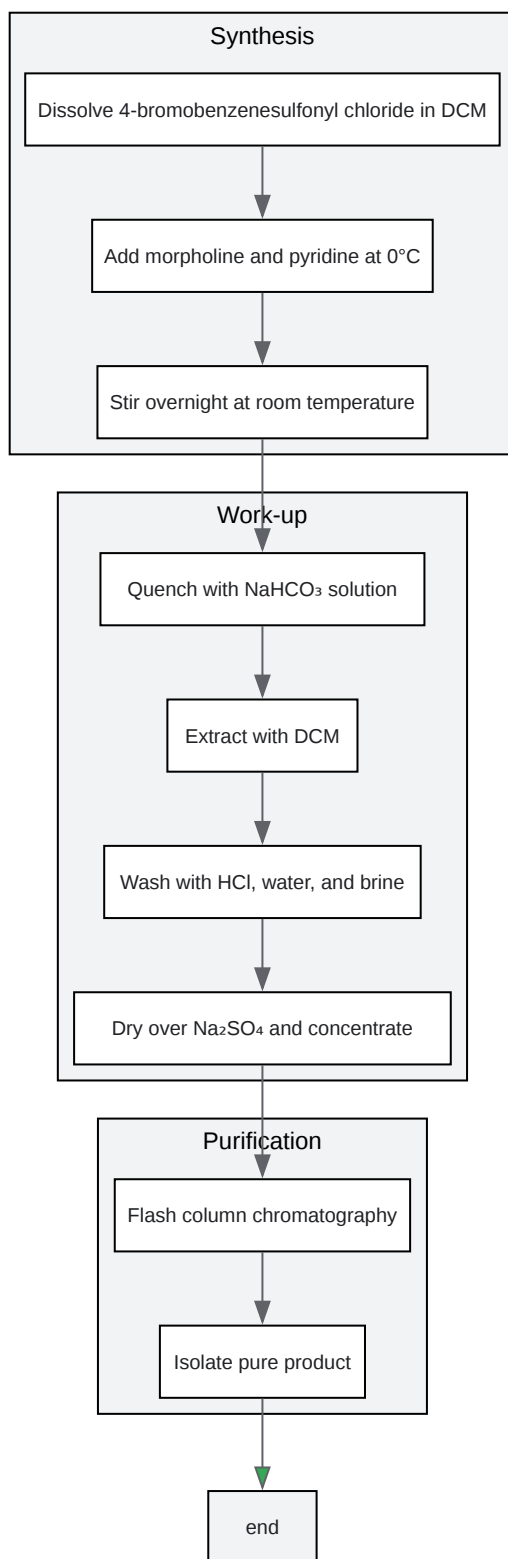 Synthesis
Dissolve 4-bromobenzenesulfonyl chloride in DCM
Add morpholine and pyridine at 0°C
Stir overnight at room temperature
Work-up
Quench with NaHCO₃ solution
Extract with DCM
Wash with HCl, water, and brine
Dry over Na₂SO₄ and concentrate
Purification
Flash column chromatography
Isolate pure product
end